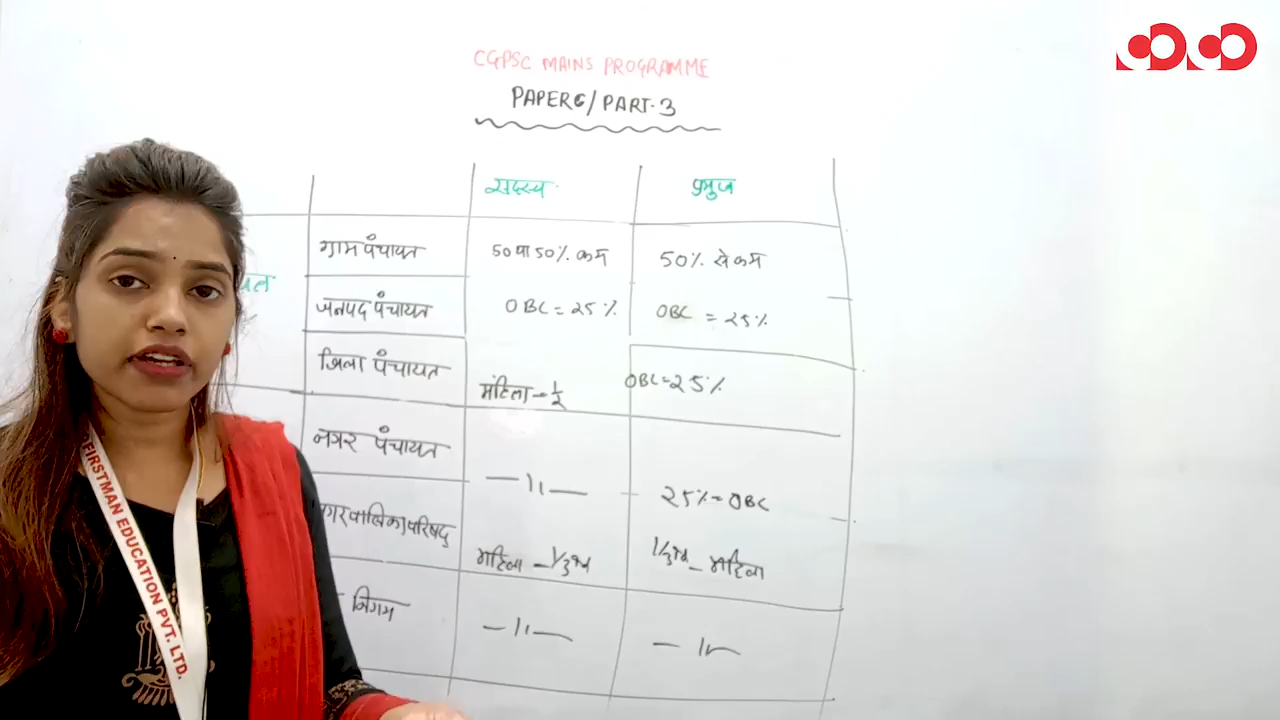 CGPSC MAINS PROGRAMME
PAPER 6/ PART-3
सदस्य प्रमुख
ग्राम पंचायत 50 या 50% कम 50% से कम
जनपद पंचायत OBC = 25% OBC = 25%
जिला पंचायत महिला - 1/2 OBC = 25%
नगर पंचायत —〃— 25% = OBC
नगरपालिका परिषद महिला - 1/3rd 1/3rd - महिला
निगम —〃— —〃—
FIRSTMAN EDUCATION PVT. LTD.